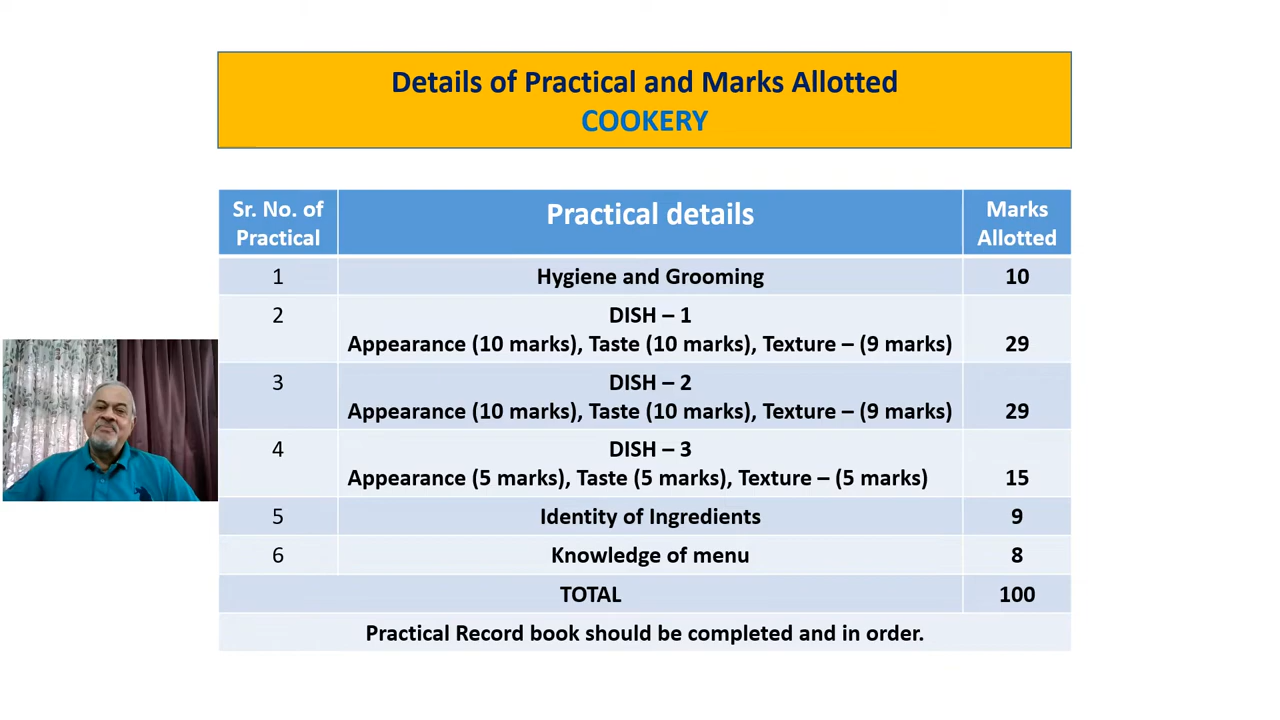 Details of Practical and Marks Allotted
COOKERY
Sr. No. of
Practical
Practical details
Marks
Allotted
1
Hygiene and Grooming
10
2
DISH – 1
Appearance (10 marks), Taste (10 marks), Texture – (9 marks)
29
3
DISH – 2
Appearance (10 marks), Taste (10 marks), Texture – (9 marks)
29
4
DISH – 3
Appearance (5 marks), Taste (5 marks), Texture – (5 marks)
15
5
Identity of Ingredients
9
6
Knowledge of menu
8
TOTAL
100
Practical Record book should be completed and in order.